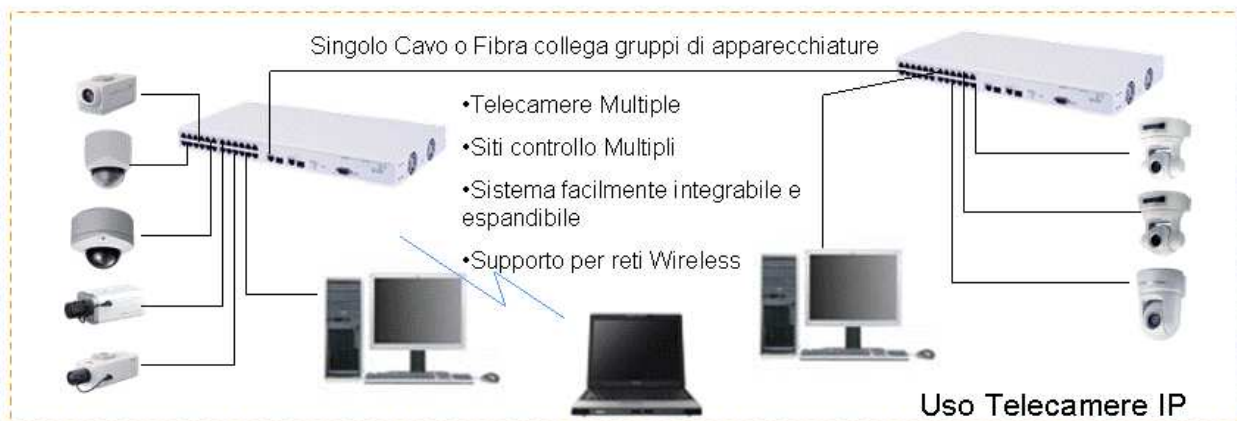 Singolo Cavo o Fibra collega gruppi di apparecchiature
•Telecamere Multiple
•Siti controllo Multipli
•Sistema facilmente integrabile e
espandibile
•Supporto per reti Wireless
Uso Telecamere IP